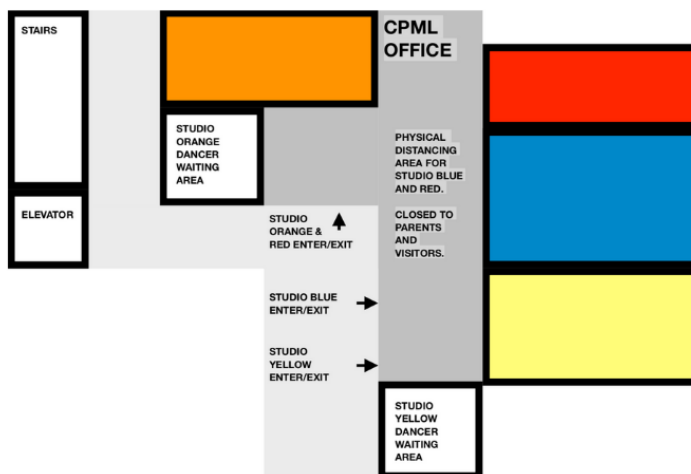 STAIRS
CPML
OFFICE
STUDIO
ORANGE
DANCER
WAITING
AREA
PHYSICAL
DISTANCING
AREA FOR
STUDIO BLUE
AND RED.
CLOSED TO
PARENTS
AND
VISITORS.
ELEVATOR
STUDIO
ORANGE &
RED ENTER/EXIT
STUDIO BLUE
ENTER/EXIT
STUDIO
YELLOW
ENTER/EXIT
STUDIO
YELLOW
DANCER
WAITING
AREA